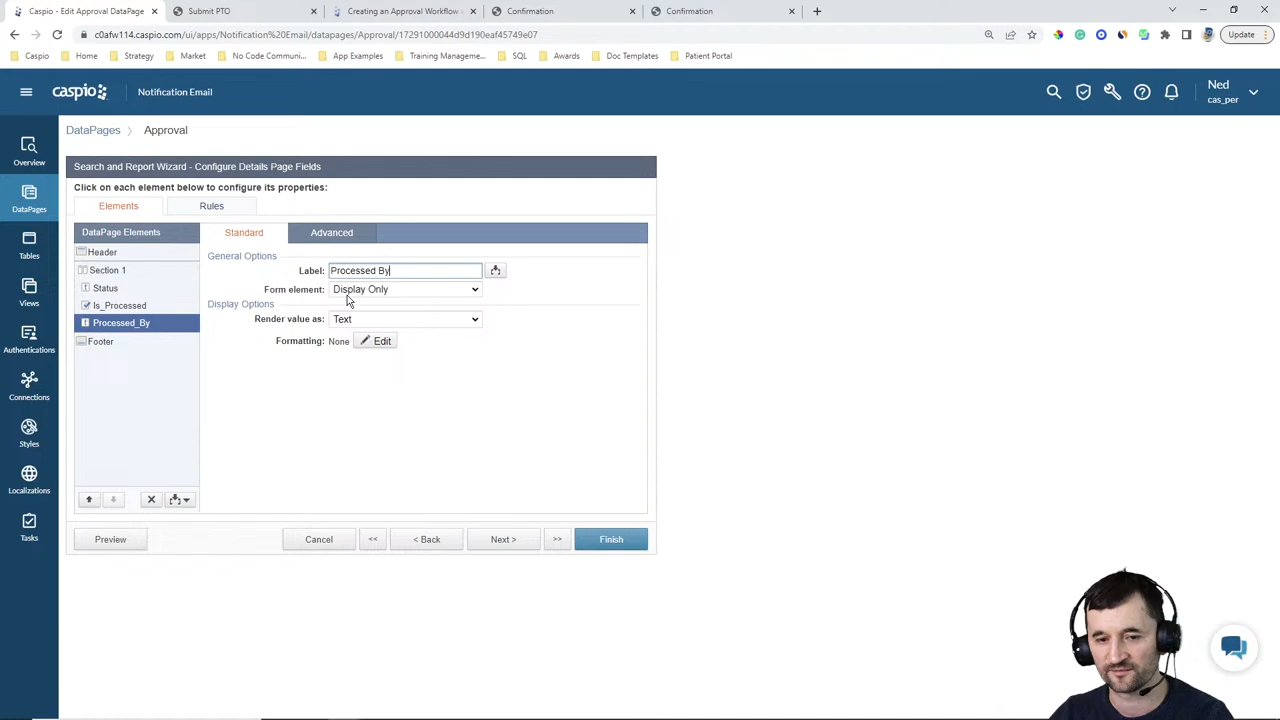 Caspio - Edit Approval DataPage
Submit PTO
Creating an Approval Workflow
Confirmation
Confirmation
c0afw114.caspio.com/ui/apps/Notification%20Email/datapages/Approval/17291000044d9d190eaf45749e07
Update
Caspio
Home
Strategy
Market
No Code Communi...
App Examples
Training Manageme...
SQL
Awards
Doc Templates
Patient Portal
caspio
Notification Email
Ned
cas_per
Overview
DataPages
Tables
Views
Authentications
Connections
Styles
Localizations
Tasks
DataPages
Approval
Search and Report Wizard - Configure Details Page Fields
Click on each element below to configure its properties:
Elements
Rules
DataPage Elements
Standard
Advanced
Header
Section 1
Status
Is_Processed
Processed_By
Footer
General Options
Label: Processed By
Form element: Display Only
Display Options
Render value as: Text
Formatting: None Edit
Preview
Cancel
<<
< Back
Next >
>>
Finish